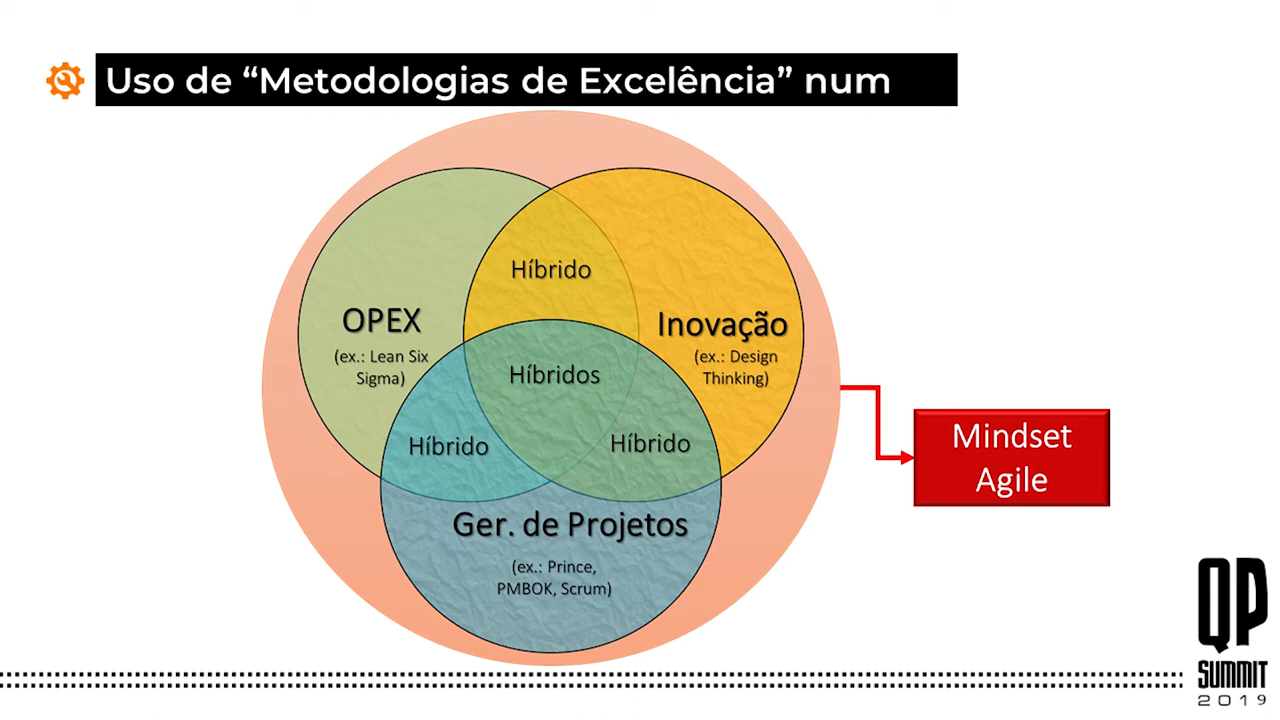 Uso de “Metodologias de Excelência” num
Híbrido
OPEX
(ex.: Lean Six
Sigma)
Inovação
(ex.: Design
Thinking)
Híbridos
Híbrido
Híbrido
Mindset
Agile
Ger. de Projetos
(ex.: Prince,
PMBOK, Scrum)
QP
SUMMIT
2019